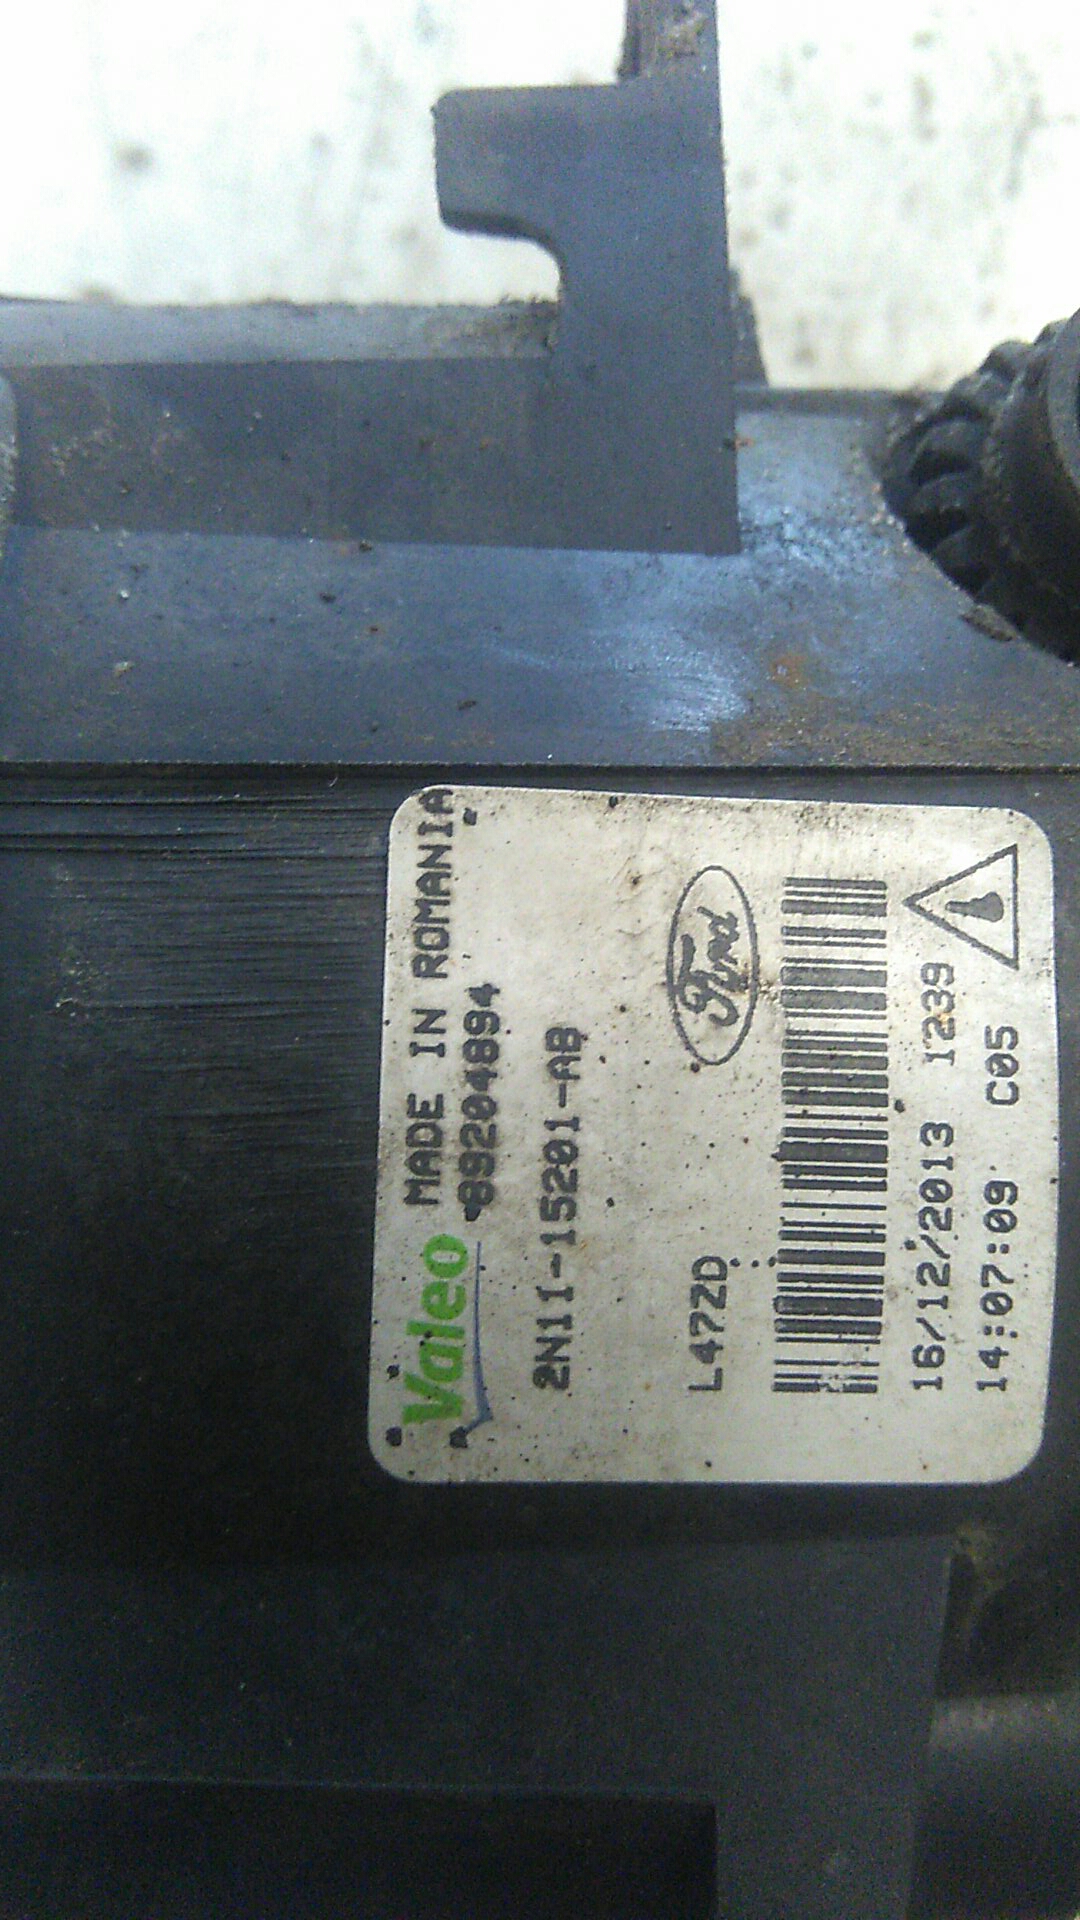 Valeo MADE IN ROMANIA
89204894
2N11-15201-AB
L47ZD Ford
16/12/2013 1239
14:07:09 C05